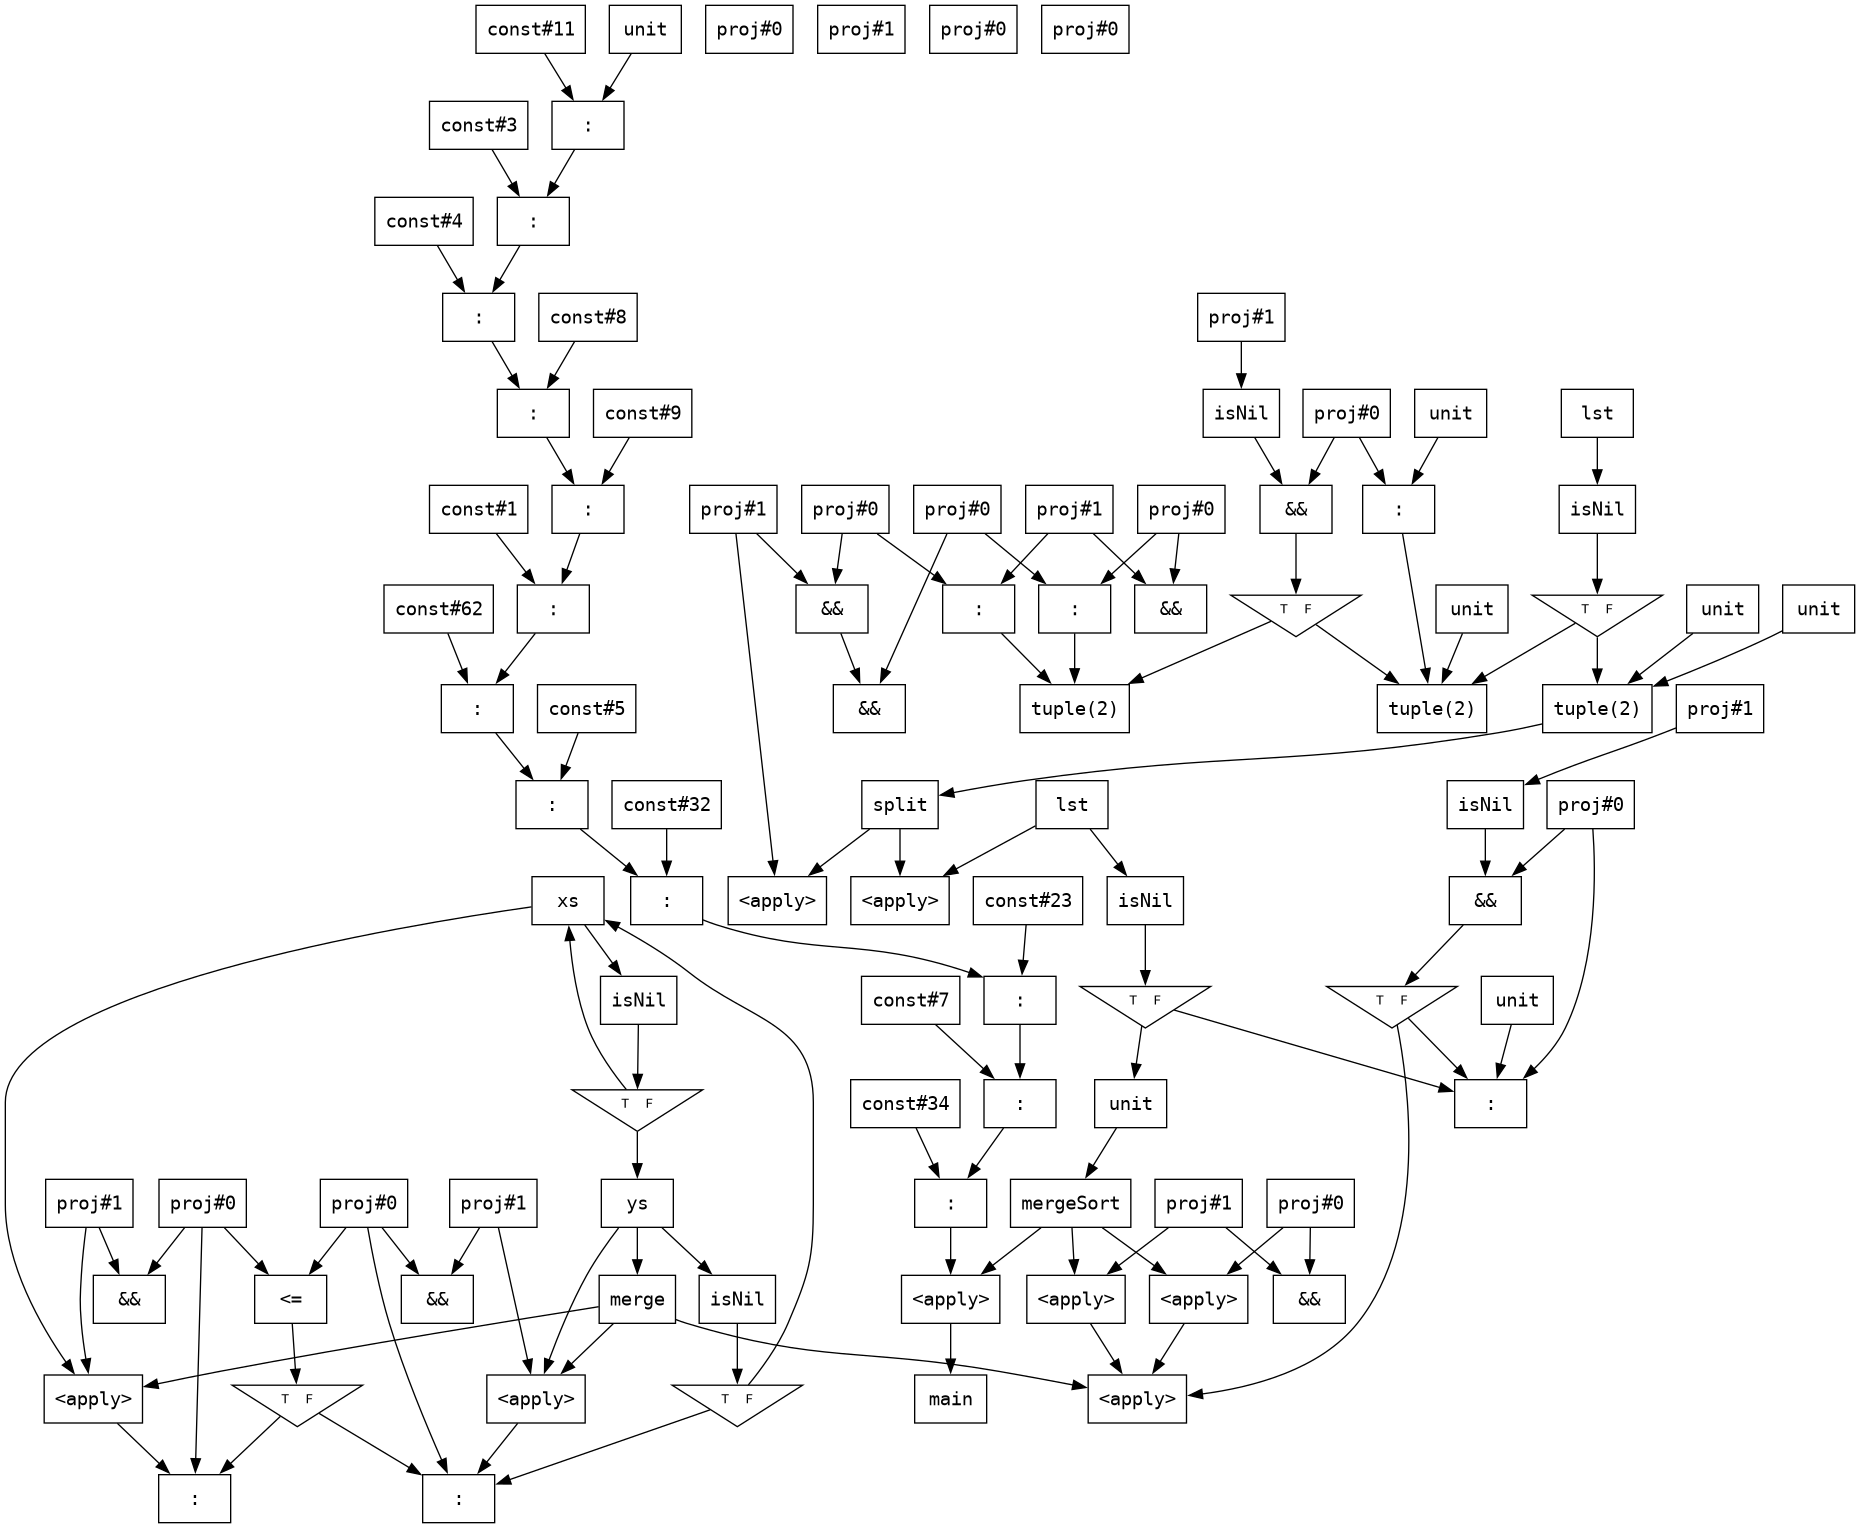 const#11 unit proj#0 proj#1 proj#0 proj#0
const#3 :
const#4 :
: const#8 proj#1
: const#9 isNil proj#0 unit lst
const#1 : proj#1 proj#0 proj#0 proj#1 proj#0 && : isNil
const#62 : && : : && T F unit T F unit unit
: const#5 && tuple(2) tuple(2) tuple(2) proj#1
: const#32 split lst isNil proj#0
xs : <apply> <apply> const#23 isNil &&
isNil const#7 : T F T F unit
T F const#34 : unit :
proj#1 proj#0 proj#0 proj#1 ys : mergeSort proj#1 proj#0
&& <= && merge isNil <apply> <apply> <apply> &&
<apply> T F <apply> T F main <apply>
: :